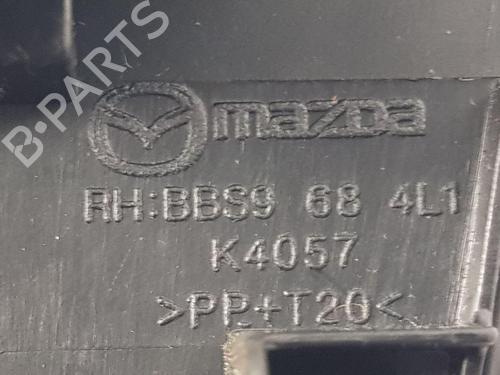 B-PARTS
mazda
RH:BBS9 68 4L1
K4057
>PP+T20<